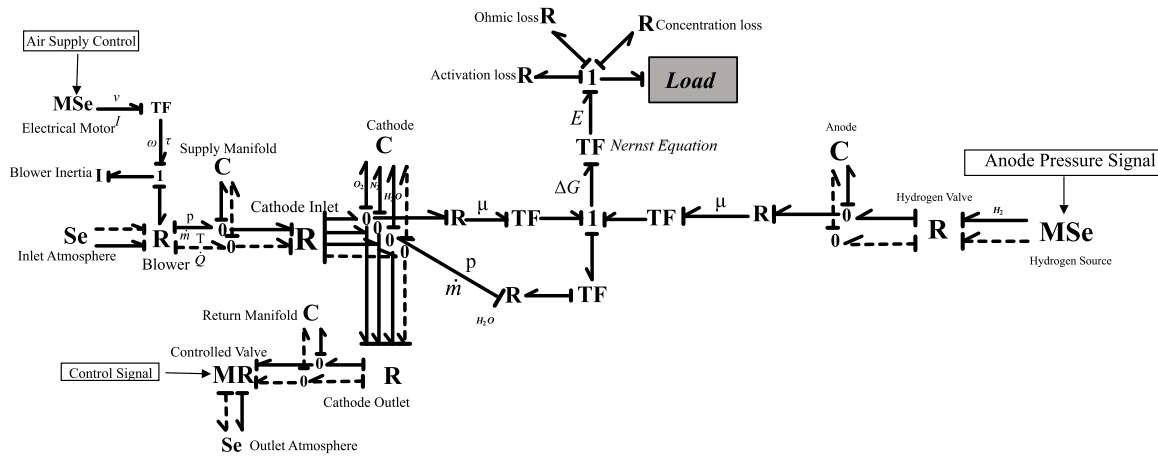 Ohmic loss R
R Concentration loss
Air Supply Control
Activation loss R
1
Load
MSe
v
I
TF
Electrical Motor
E
ω
τ
Cathode
C
Anode
C
Supply Manifold
C
TF Nernst Equation
Anode Pressure Signal
Blower Inertia I
1
O₂
N₂
H₂O
ΔG
Hydrogen Valve
Cathode Inlet
Se
R
p
ṁ
T
Q̇
0
0
R
0
0
0
0
R
μ
TF
1
TF
μ
R
0
0
R
H₂
MSe
Inlet Atmosphere
Blower
Hydrogen Source
p
ṁ
R
H₂O
TF
Return Manifold C
Controlled Valve
Control Signal
MR
0
0
R
Cathode Outlet
Se Outlet Atmosphere